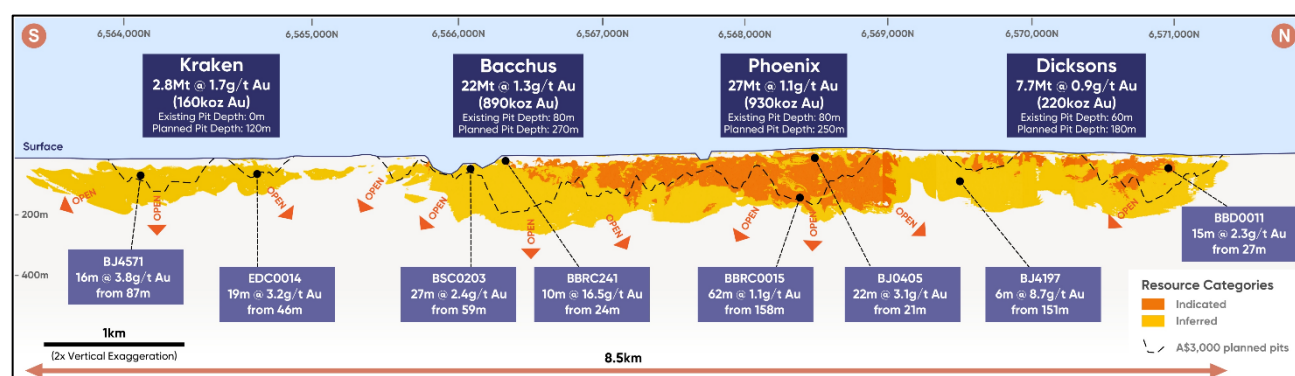 S
6,564,000N
6,565,000N
6,566,000N
6,567,000N
6,568,000N
6,569,000N
6,570,000N
6,571,000N
N
Kraken
2.8Mt @ 1.7g/t Au
(160koz Au)
Existing Pit Depth: 0m
Planned Pit Depth: 120m
Bacchus
22Mt @ 1.3g/t Au
(890koz Au)
Existing Pit Depth: 80m
Planned Pit Depth: 270m
Phoenix
27Mt @ 1.1g/t Au
(930koz Au)
Existing Pit Depth: 80m
Planned Pit Depth: 250m
Dicksons
7.7Mt @ 0.9g/t Au
(220koz Au)
Existing Pit Depth: 60m
Planned Pit Depth: 180m
Surface
- 200m
- 400m
OPEN
OPEN
OPEN
OPEN
OPEN
OPEN
OPEN
OPEN
OPEN
OPEN
OPEN
BJ4571
16m @ 3.8g/t Au
from 87m
EDC0014
19m @ 3.2g/t Au
from 46m
BSC0203
27m @ 2.4g/t Au
from 59m
BBRC241
10m @ 16.5g/t Au
from 24m
BBRC0015
62m @ 1.1g/t Au
from 158m
BJ0405
22m @ 3.1g/t Au
from 21m
BJ4197
6m @ 8.7g/t Au
from 151m
BBD0011
15m @ 2.3g/t Au
from 27m
Resource Categories
Indicated
Inferred
A$3,000 planned pits
1km
(2x Vertical Exaggeration)
8.5km